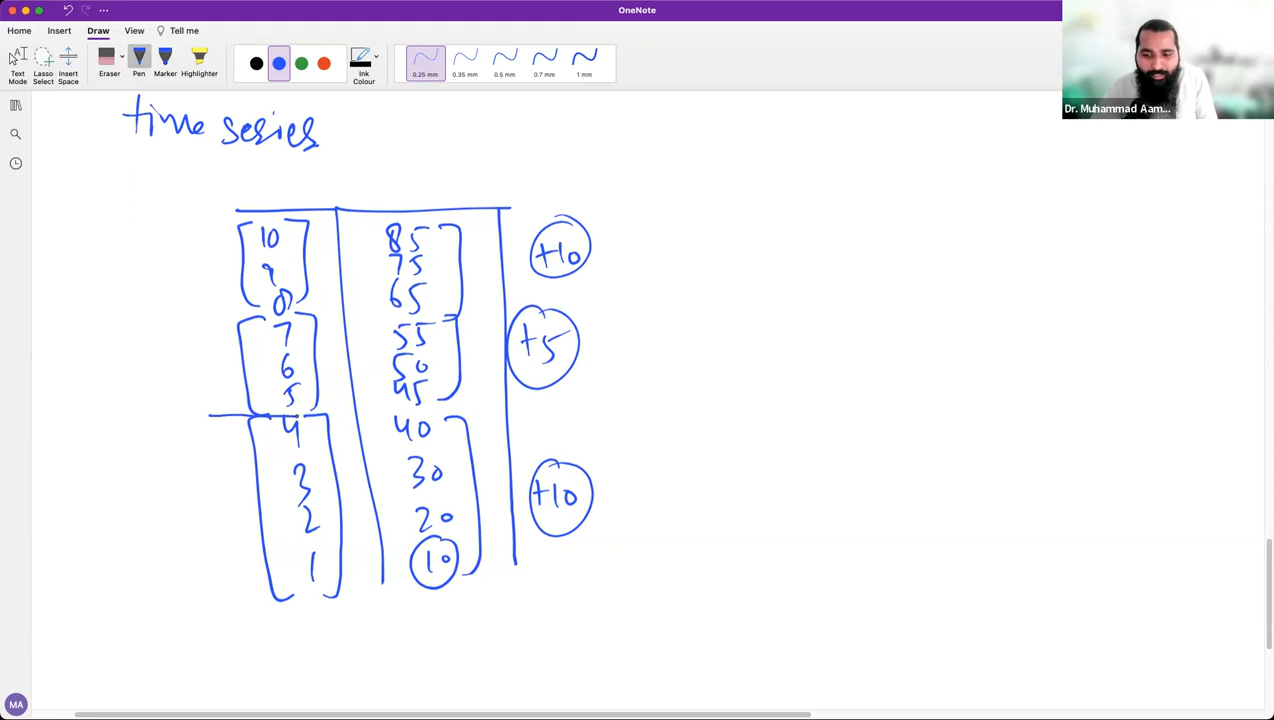 OneNote
Home Insert Draw View Tell me
Text Mode Lasso Select Insert Space Eraser Pen Marker Highlighter Ink Colour 0.25 mm 0.35 mm 0.5 mm 0.7 mm 1 mm
Dr. Muhammad Aam...
time series
10 85 +10
9 75
8 65
7 55 +5
6 50
5 45
4 40
3 30 +10
2 20
1 10
MA